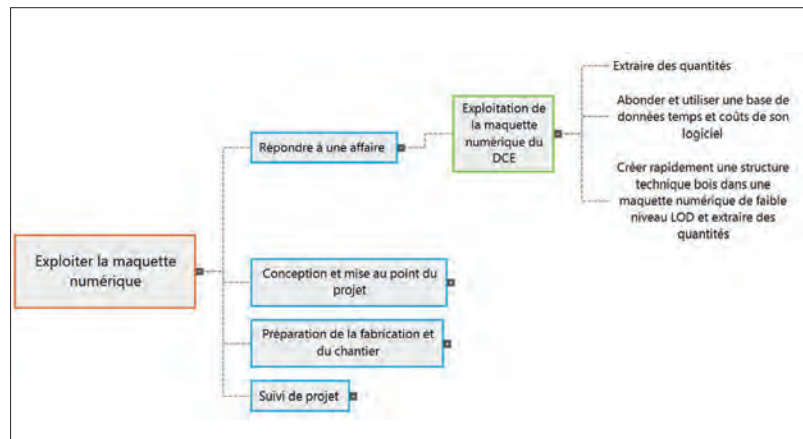 Exploiter la maquette
numérique
Répondre à une affaire
Exploitation de
la maquette
numérique du
DCE
Extraire des quantités
Abonder et utiliser une base de
données temps et coûts de son
logiciel
Créer rapidement une structure
technique bois dans une
maquette numérique de faible
niveau LOD et extraire des
quantités
Conception et mise au point du
projet
Préparation de la fabrication et
du chantier
Suivi de projet